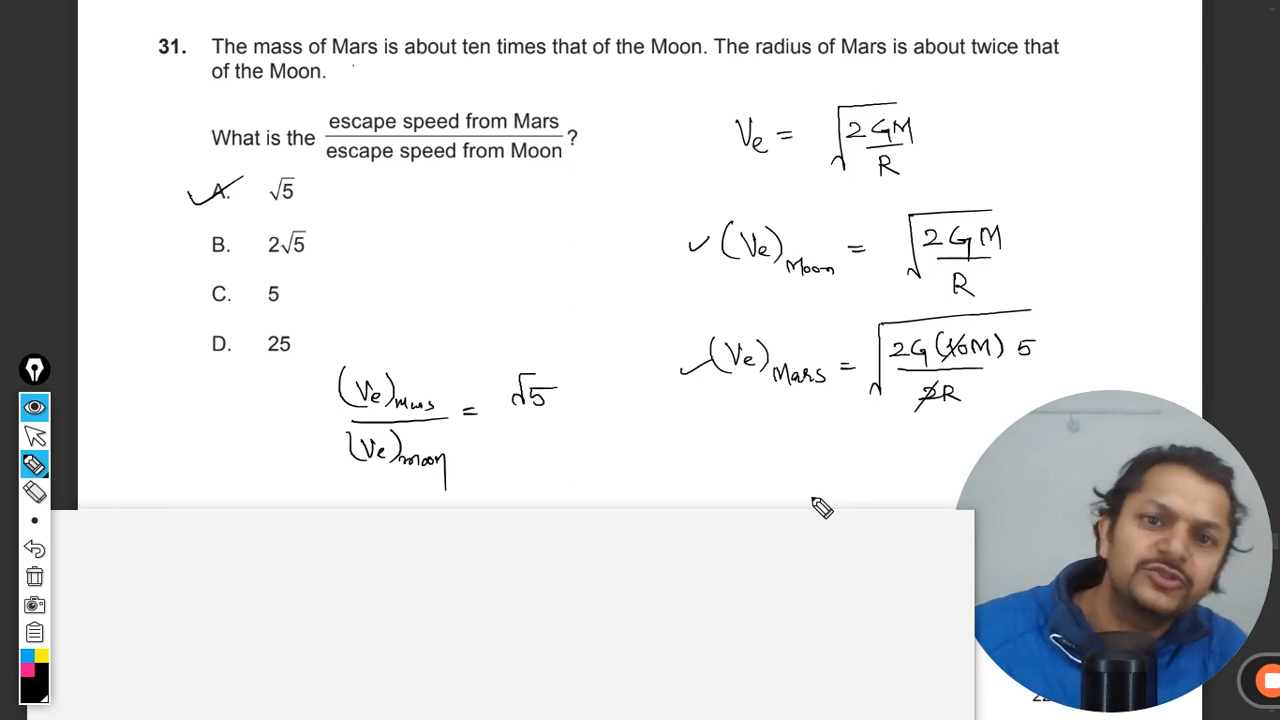 31. The mass of Mars is about ten times that of the Moon. The radius of Mars is about twice that
of the Moon.
What is the escape speed from Mars / escape speed from Moon ?
A. √5
B. 2√5
C. 5
D. 25
Ve = √(2GM/R)
(Ve)Moon = √(2GM/R)
(Ve)Mars = √(2G(10M)/2R) 5
(Ve)Mars / (Ve)moon = √5